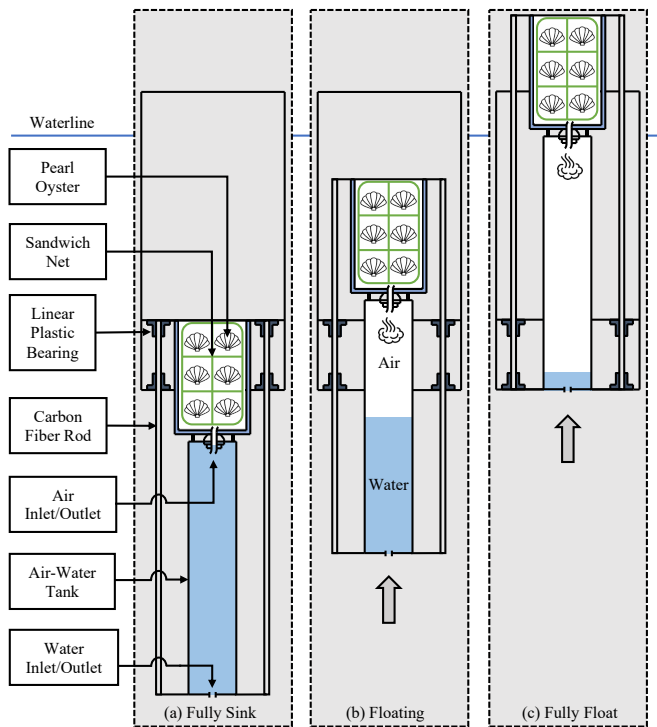 Waterline
Pearl
Oyster
Sandwich
Net
Linear
Plastic
Bearing
Carbon
Fiber Rod
Air
Inlet/Outlet
Air-Water
Tank
Water
Inlet/Outlet
Air
Water
(a) Fully Sink
(b) Floating
(c) Fully Float